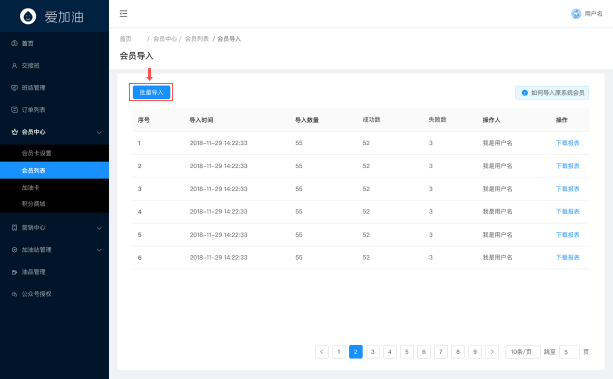 爱加油
用户名
首页
交接班
班结管理
订单列表
会员中心
会员卡设置
会员列表
加油卡
积分商城
营销中心
加油站管理
油品管理
公众号授权
首页 / 会员中心 / 会员列表 / 会员导入
会员导入
批量导入
如何导入原系统会员
序号 导入时间 导入数量 成功数 失败数 操作人 操作
1 2018-11-29 14:22:33 55 52 3 我是用户名 下载报表
2 2018-11-29 14:22:33 55 52 3 我是用户名 下载报表
3 2018-11-29 14:22:33 55 52 3 我是用户名 下载报表
4 2018-11-29 14:22:33 55 52 3 我是用户名 下载报表
5 2018-11-29 14:22:33 55 52 3 我是用户名 下载报表
6 2018-11-29 14:22:33 55 52 3 我是用户名 下载报表
< 1 2 3 4 5 6 7 8 9 > 10条/页 跳至 5 页